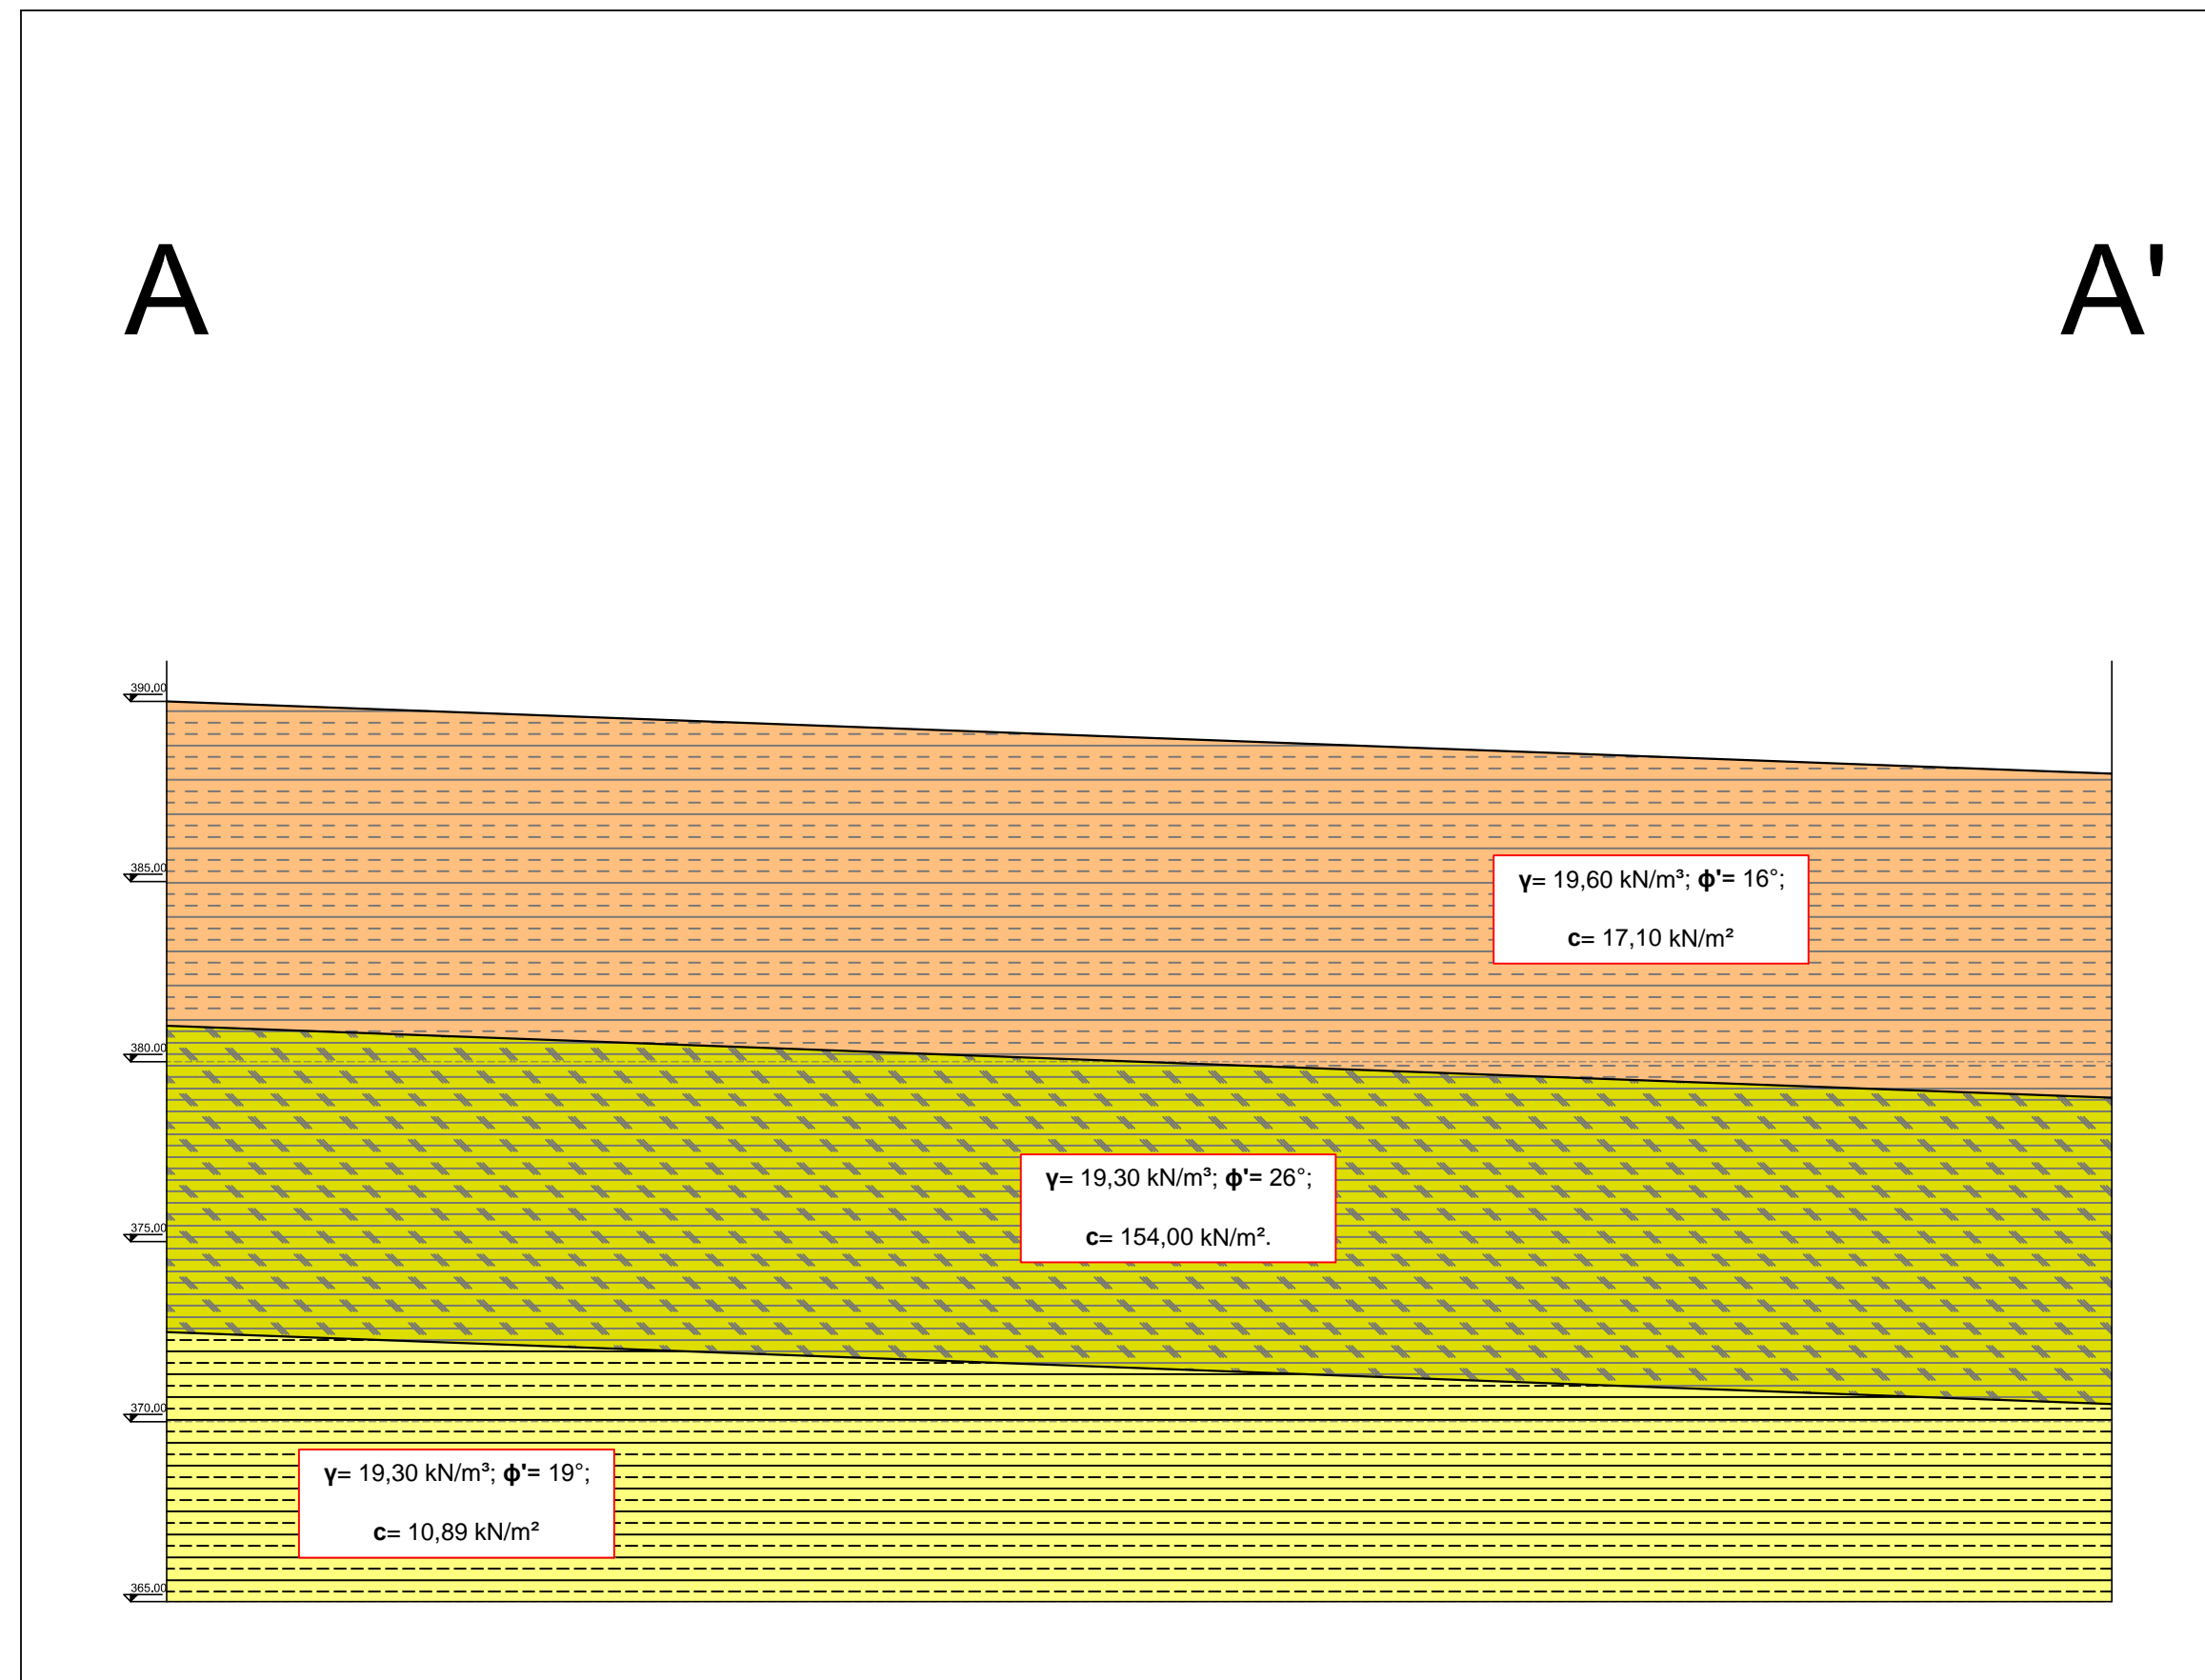 A
A'
390.00
385.00
γ= 19,60 kN/m³; ɸ'= 16°;
c= 17,10 kN/m²
380.00
γ= 19,30 kN/m³; ɸ'= 26°;
c= 154,00 kN/m².
375.00
370.00
γ= 19,30 kN/m³; ɸ'= 19°;
c= 10,89 kN/m²
365.00